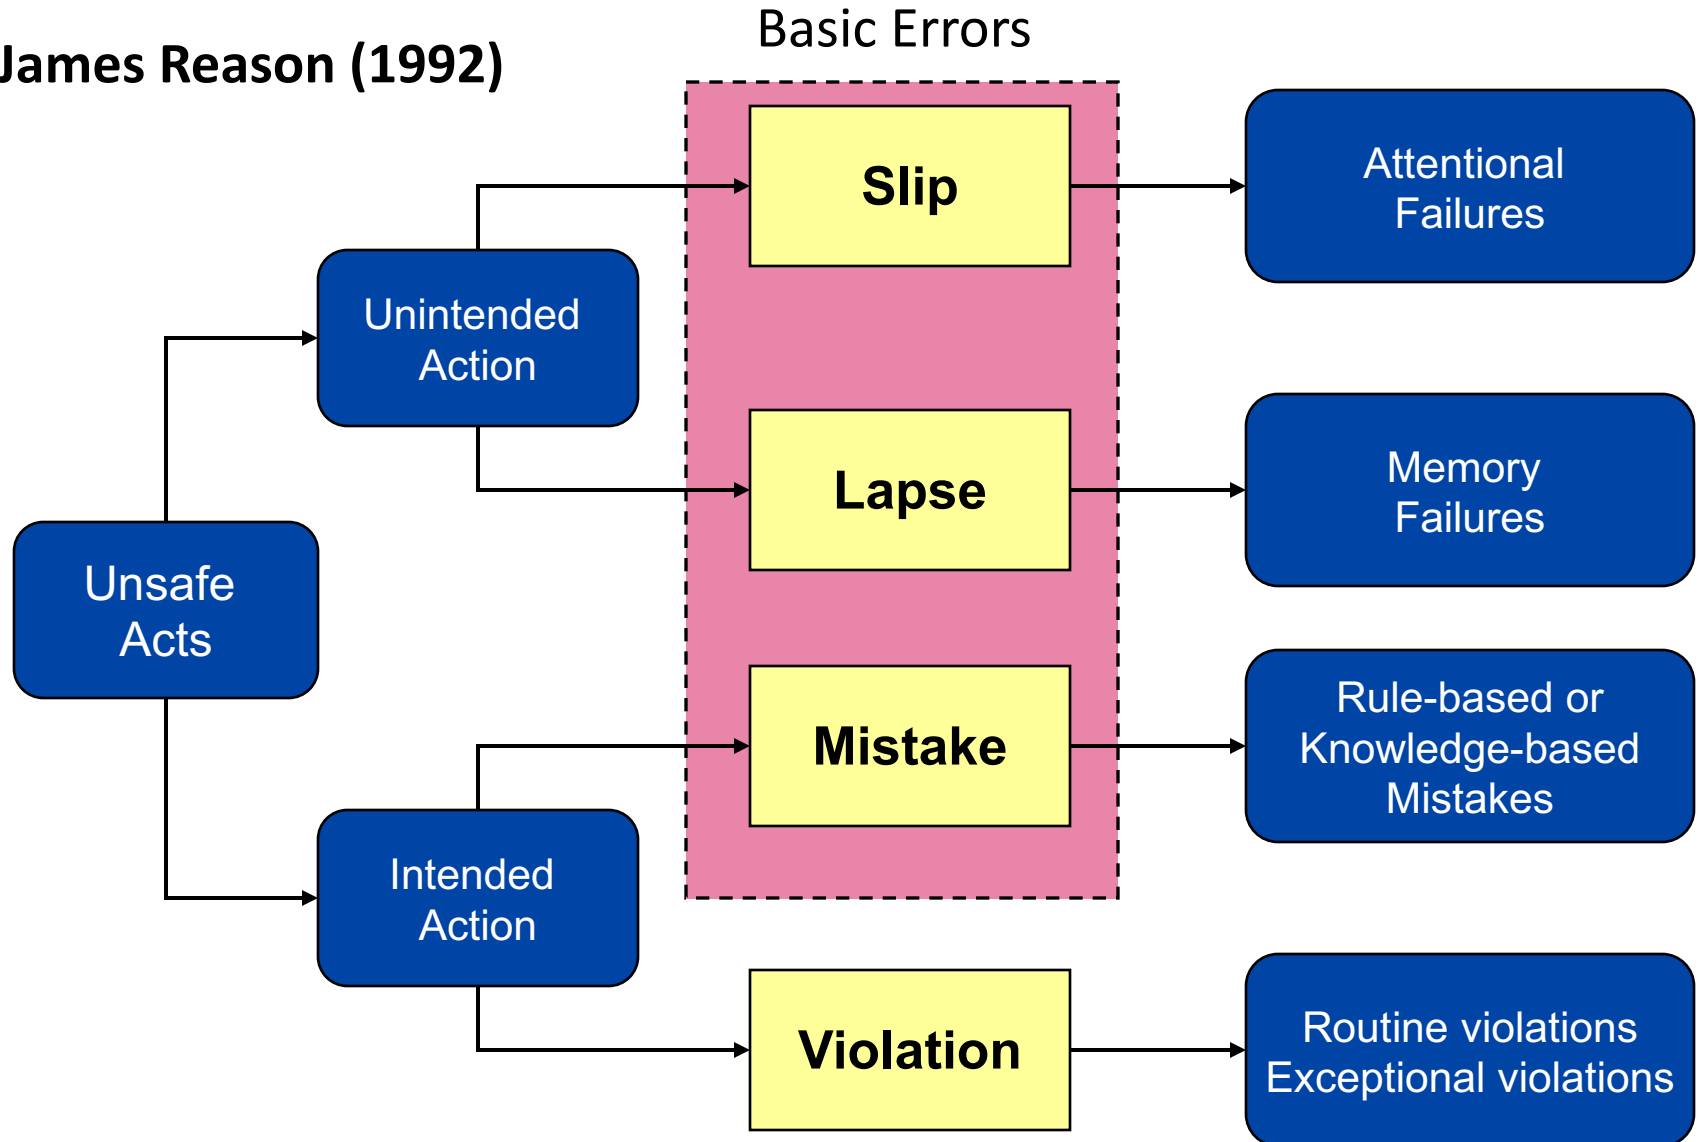 Basic Errors
James Reason (1992)
Slip
Attentional
Failures
Unintended
Action
Lapse
Memory
Failures
Unsafe
Acts
Mistake
Rule-based or
Knowledge-based
Mistakes
Intended
Action
Violation
Routine violations
Exceptional violations